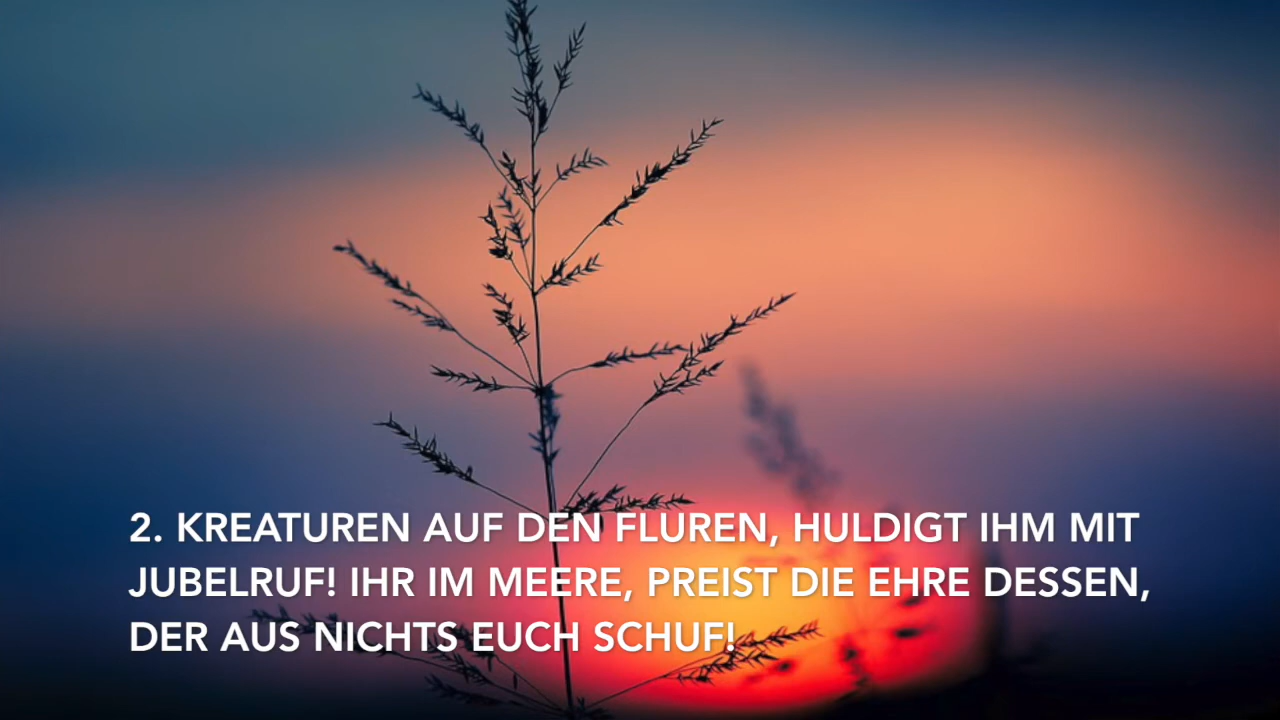 2. KREATUREN AUF DEN FLUREN, HULDIGT IHM MIT
JUBELRUF! IHR IM MEERE, PREIST DIE EHRE DESSEN,
DER AUS NICHTS EUCH SCHUF!